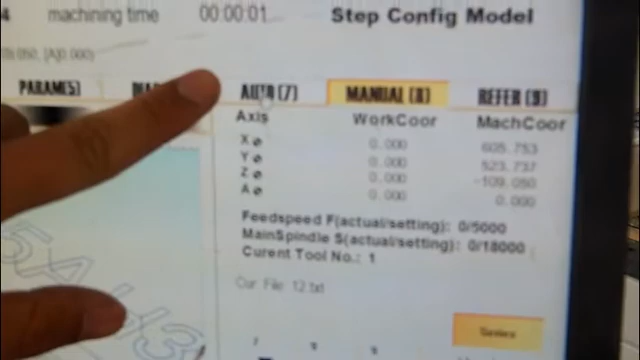 4 machining time 00:00:01 Step Config Model
PARAM(5) AUTO (7) MANUAL (8) REFER (9)
Axis WorkCoor MachCoor
X 0.000 605.753
Y 0.000 523.737
Z 0.000 -109.050
A 0.000 0.000
Feedspeed F(actual/setting): 0/5000
MainSpindle S(actual/setting): 0/18000
Curent Tool No.: 1
Cur File 12.txt